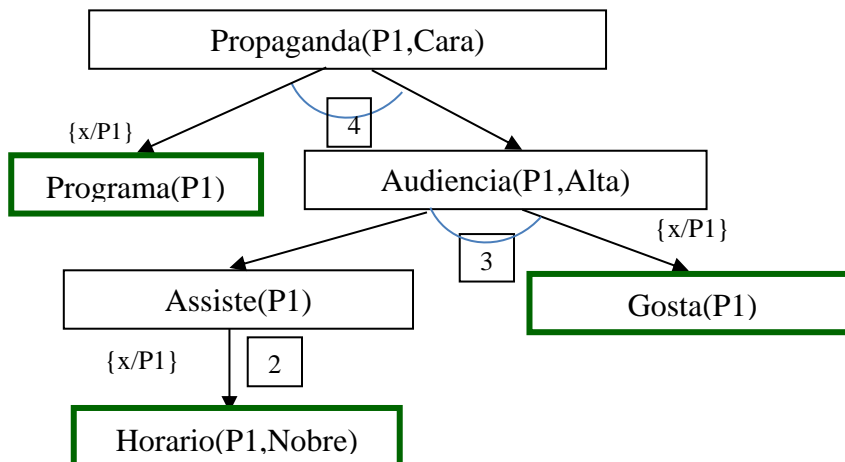 Propaganda(P1,Cara)
{x/P1}
4
Programa(P1)
Audiencia(P1,Alta)
{x/P1}
3
Assiste(P1)
Gosta(P1)
{x/P1}
2
Horario(P1,Nobre)